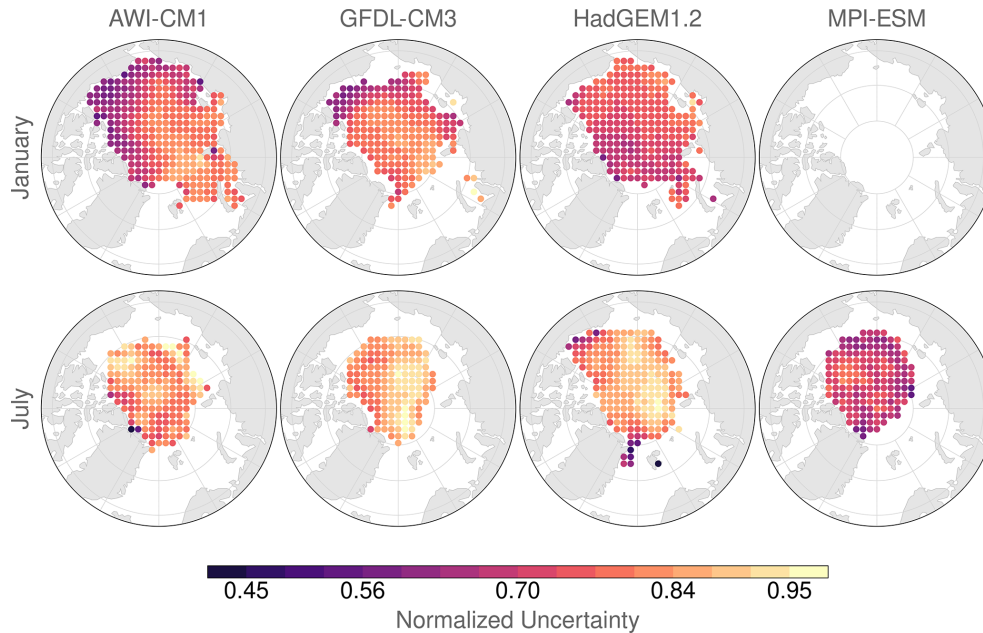 AWI-CM1 GFDL-CM3 HadGEM1.2 MPI-ESM
January
July
0.45 0.56 0.70 0.84 0.95
Normalized Uncertainty